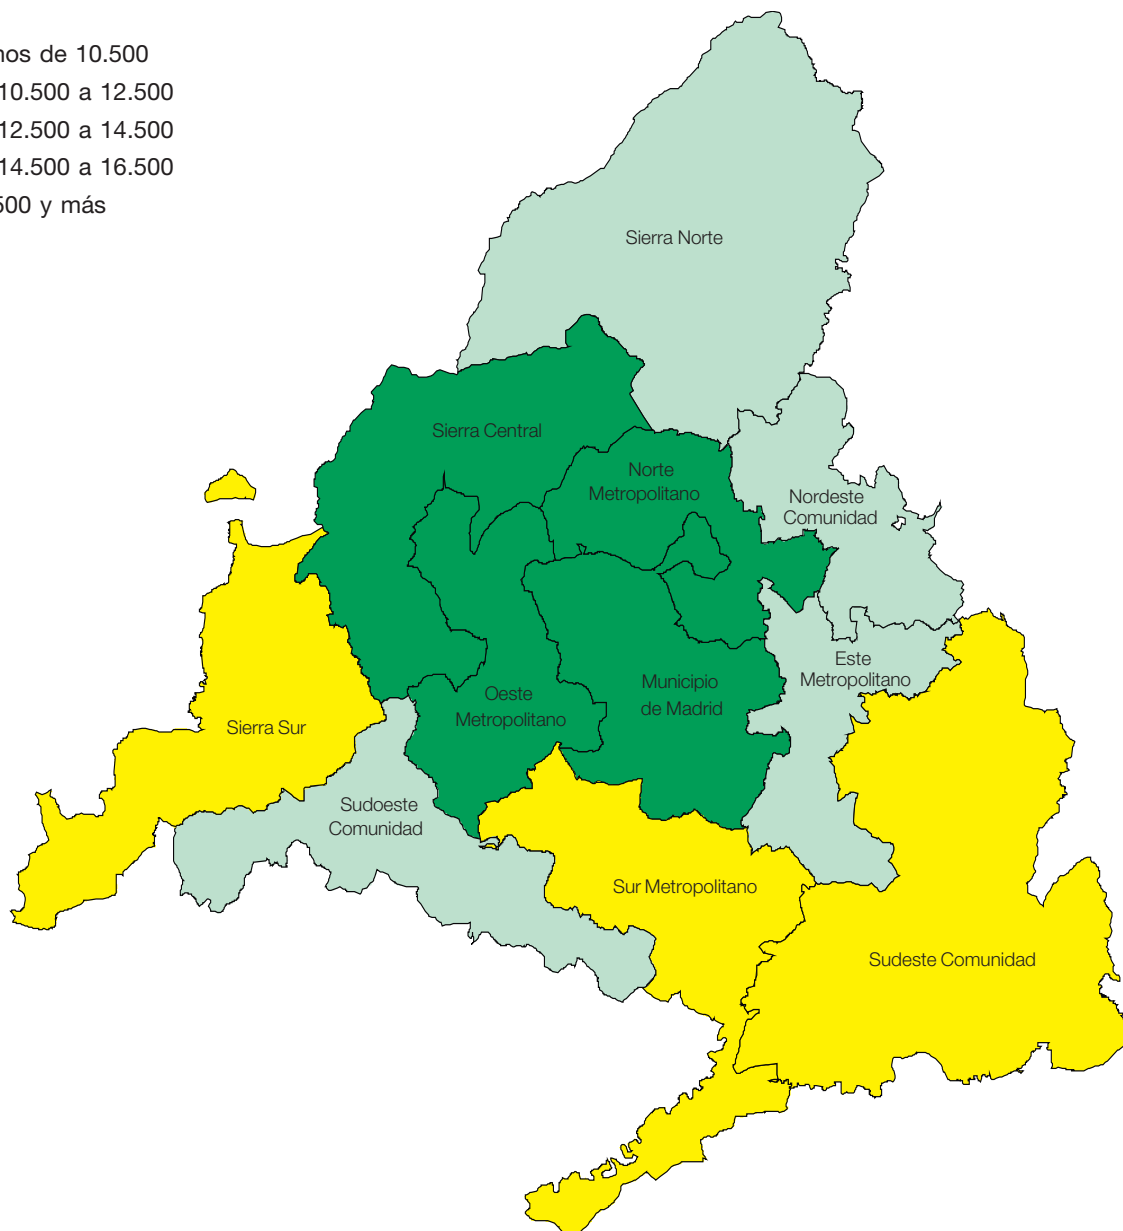 nos de 10.500
10.500 a 12.500
12.500 a 14.500
14.500 a 16.500
500 y más
Sierra Norte
Sierra Central
Norte
Metropolitano
Nordeste
Comunidad
Este
Metropolitano
Oeste
Metropolitano
Municipio
de Madrid
Sierra Sur
Sudoeste
Comunidad
Sur Metropolitano
Sudeste Comunidad